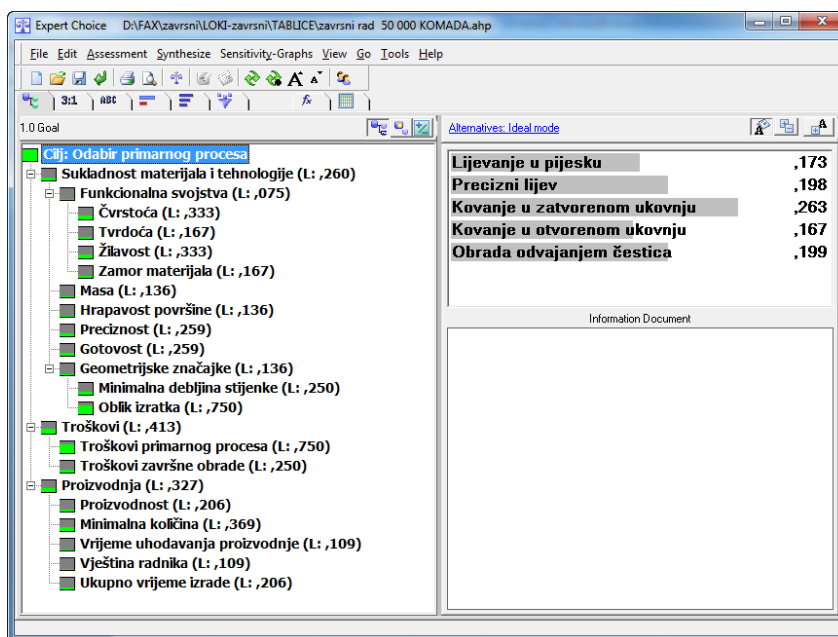 Expert Choice D:\FAX\zavrsni\LOKI-zavrsni\TABLICE\zavrsni rad 50 000 KOMADA.ahp
File Edit Assessment Synthesize Sensitivity-Graphs View Go Tools Help
3:1 ABC fx
1.0 Goal
Cilj: Odabir primarnog procesa
Sukladnost materijala i tehnologije (L: ,260)
Funkcionalna svojstva (L: ,075)
Čvrstoća (L: ,333)
Tvrdoća (L: ,167)
Žilavost (L: ,333)
Zamor materijala (L: ,167)
Masa (L: ,136)
Hrapavost površine (L: ,136)
Preciznost (L: ,259)
Gotovost (L: ,259)
Geometrijske značajke (L: ,136)
Minimalna debljina stijenke (L: ,250)
Oblik izratka (L: ,750)
Troškovi (L: ,413)
Troškovi primarnog procesa (L: ,750)
Troškovi završne obrade (L: ,250)
Proizvodnja (L: ,327)
Proizvodnost (L: ,206)
Minimalna količina (L: ,369)
Vrijeme uhodavanja proizvodnje (L: ,109)
Vještina radnika (L: ,109)
Ukupno vrijeme izrade (L: ,206)
Alternatives: Ideal mode
Lijevanje u pijesku ,173
Precizni lijev ,198
Kovanje u zatvorenom ukovnju ,263
Kovanje u otvorenom ukovnju ,167
Obrada odvajanjem čestica ,199
Information Document